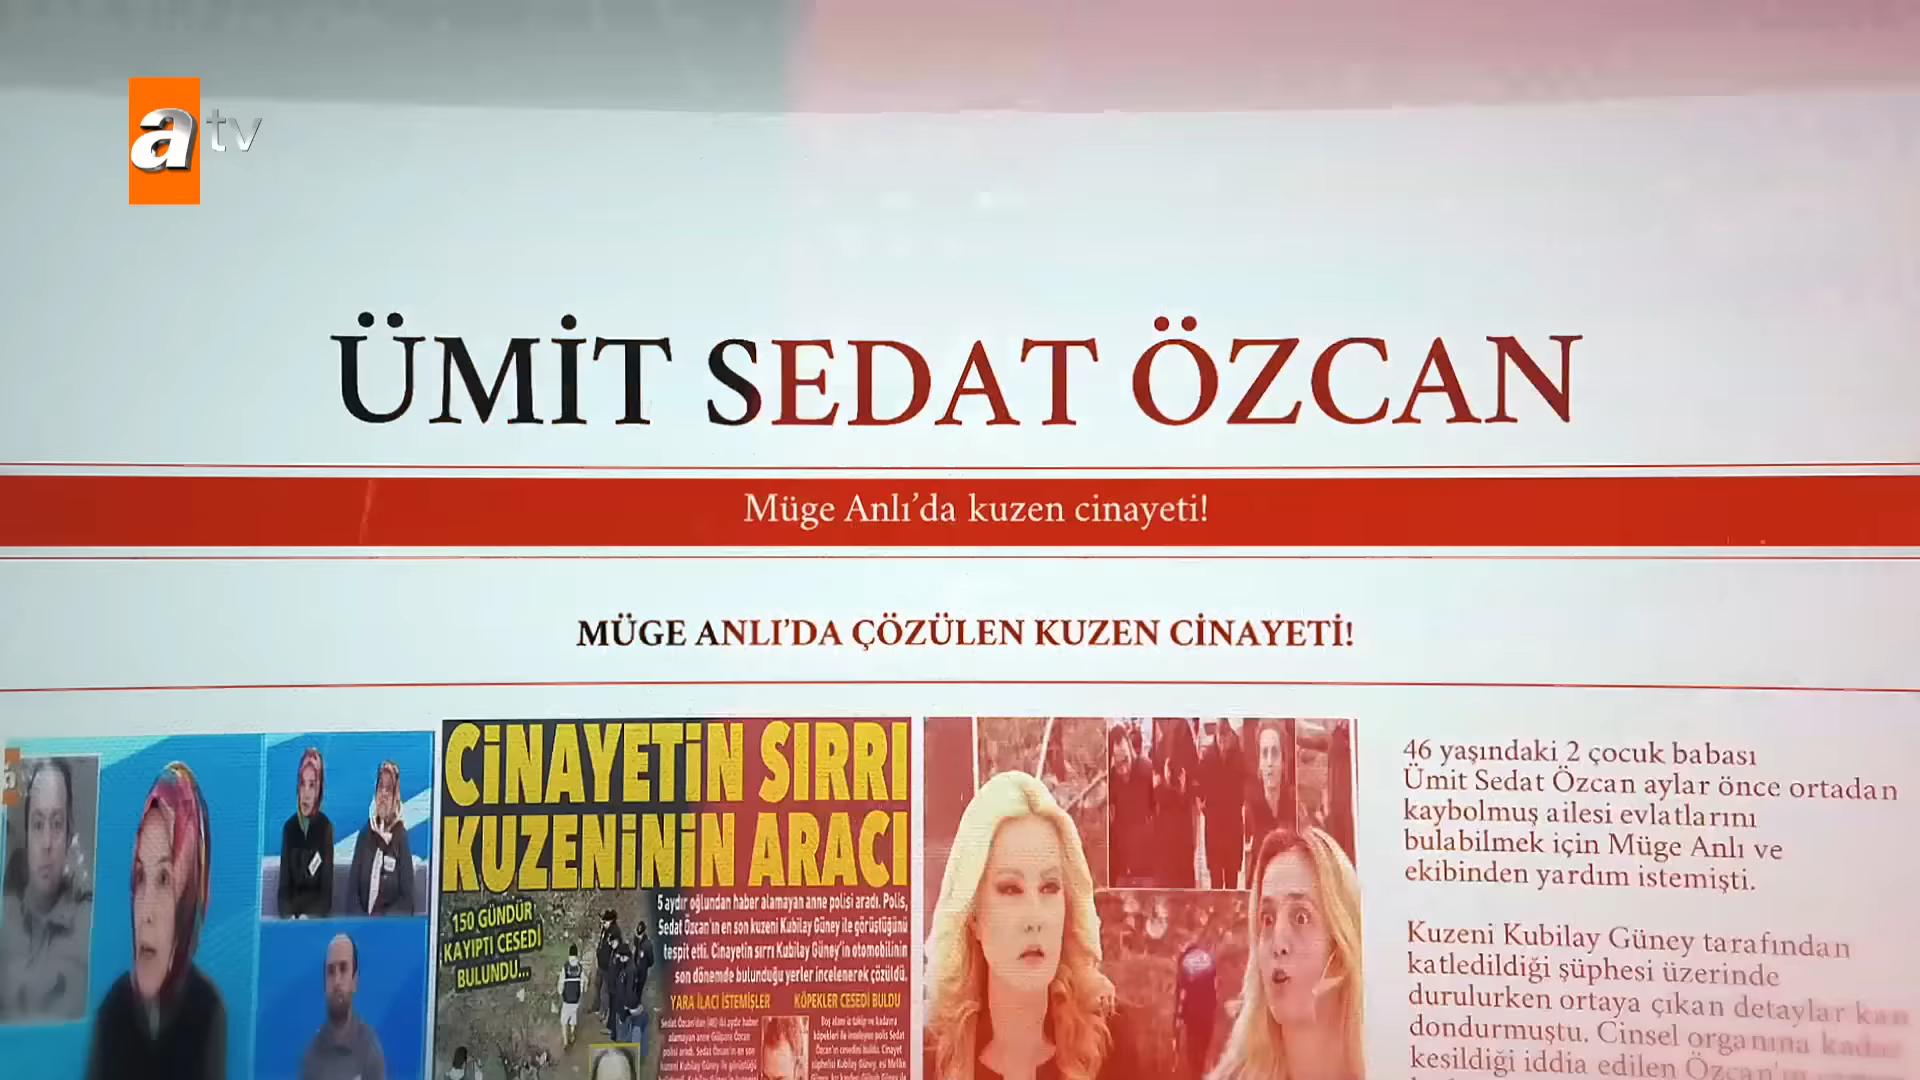 atv
ÜMİT SEDAT ÖZCAN
Müge Anlı'da kuzen cinayeti!
MÜGE ANLI'DA ÇÖZÜLEN KUZEN CİNAYETİ!
CİNAYETİN SIRRI
KUZENİNİN ARACI
150 GÜNDÜR
KAYIPTI CESEDİ
BULUNDU...
5 aydır oğlundan haber alamayan anne polisi aradı. Polis,
Sedat Özcan'ın en son kuzeni Kubilay Güney ile görüştüğünü
tespit etti. Cinayetin sırrı Kubilay Güney'in otomobilinin
son dönemde bulunduğu yerler incelenerek çözüldü.
YARA İLACI İSTEMİŞLER
KÖPEKLER CESEDİ BULDU
46 yaşındaki 2 çocuk babası
Ümit Sedat Özcan aylar önce ortadan
kaybolmuş ailesi evlatlarını
bulabilmek için Müge Anlı ve
ekibinden yardım istemişti.
Kuzeni Kubilay Güney tarafından
katledildiği şüphesi üzerinde
durulurken ortaya çıkan detaylar kan
dondurmuştu. Cinsel organına kadar
kesildiği iddia edilen Özcan'ın